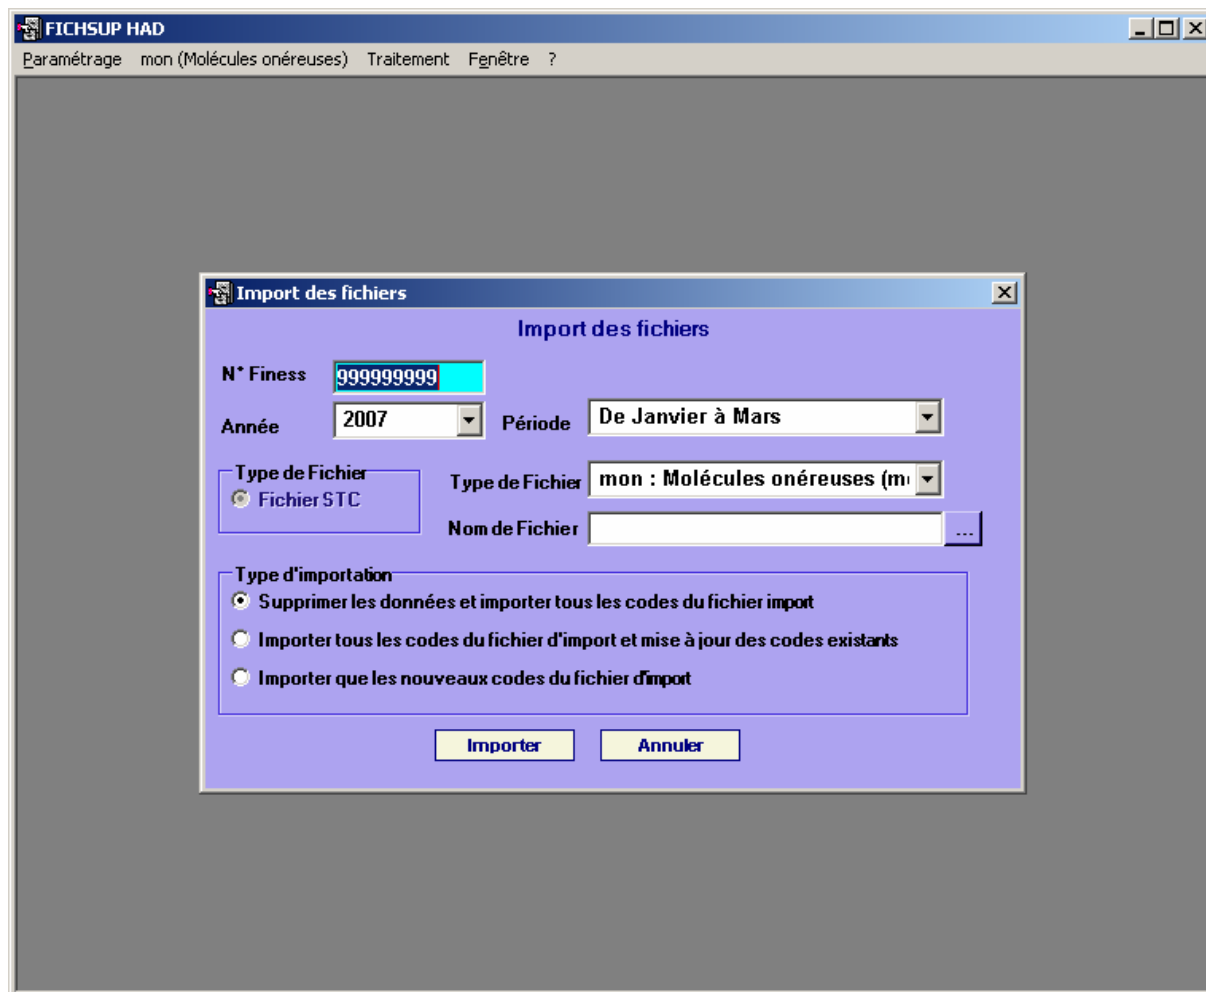 FICHSUP HAD
Paramétrage mon (Molécules onéreuses) Traitement Fenêtre ?
Import des fichiers
Import des fichiers
N° Finess 999999999
Année 2007 Période De Janvier à Mars
Type de Fichier
Fichier STC
Type de Fichier mon : Molécules onéreuses (m
Nom de Fichier ...
Type d'importation
Supprimer les données et importer tous les codes du fichier import
Importer tous les codes du fichier d'import et mise à jour des codes existants
Importer que les nouveaux codes du fichier d'import
Importer Annuler